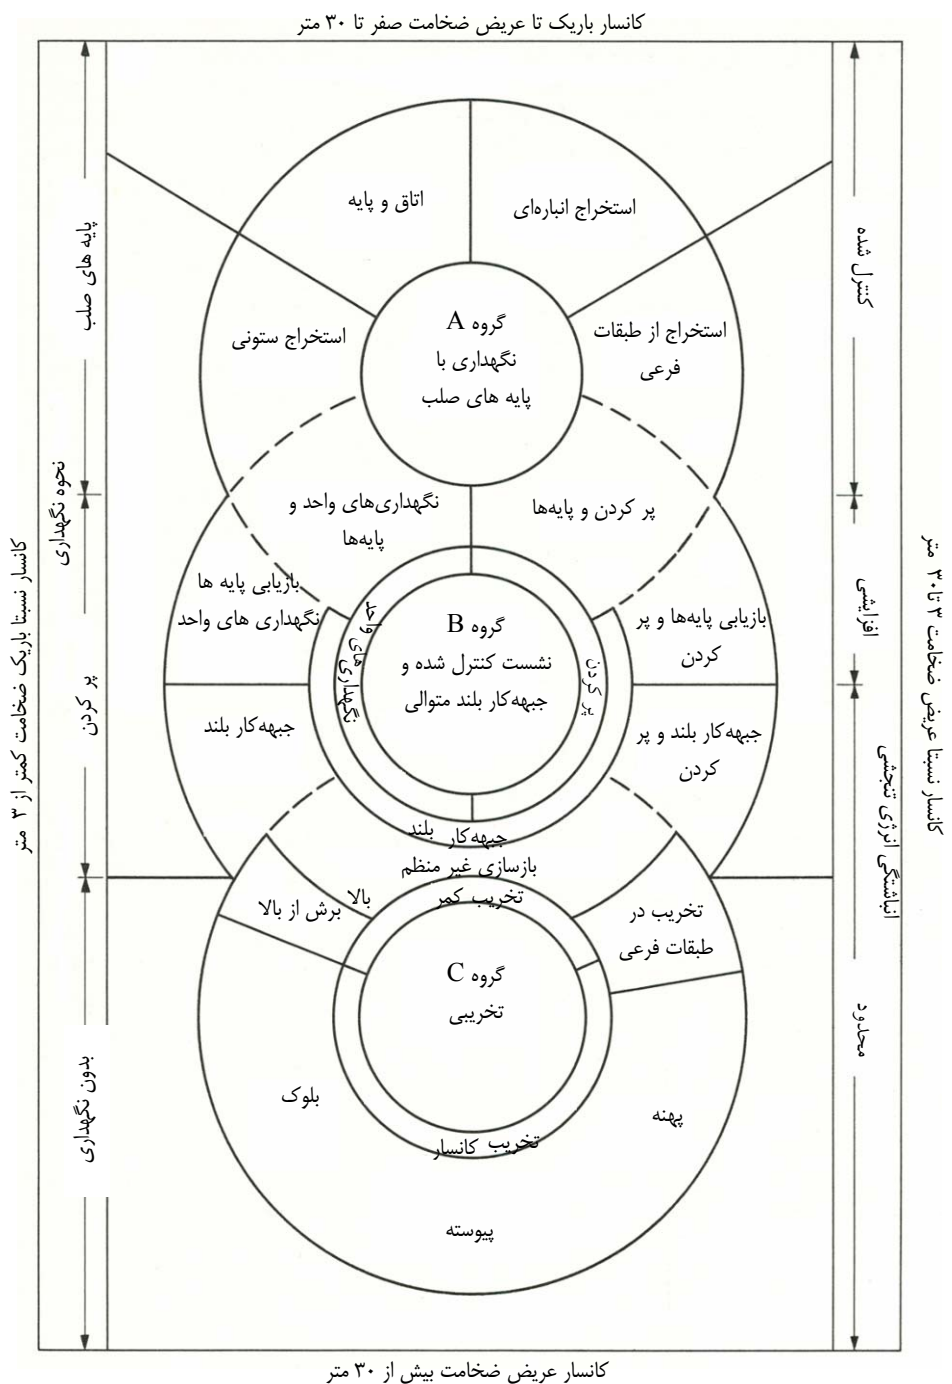 کانسار باریک تا عریض ضخامت صفر تا ۳۰ متر
پایه های صلب
نحوه نگهداری
پر کردن
بدون نگهداری
کانسار نسبتا باریک ضخامت کمتر از ۳ متر
کنترل شده
افزایشی
انباشتگی انرژی تنجشی
محدود
کانسار نسبتا عریض ضخامت ۳ تا ۳۰ متر
اتاق و پایه
استخراج انباره‌ای
استخراج ستونی
استخراج از طبقات
فرعی
گروه A
نگهداری با
پایه های صلب
نگهداری‌های واحد و
پایه‌ها
پر کردن و پایه‌ها
بازیابی پایه ها
نگهداری های واحد
بازیابی پایه‌ها و پر
کردن
نگهداری های واحد
پر کردن
گروه B
نشست کنترل شده و
جبهه‌کار بلند متوالی
جبهه‌کار بلند
جبهه‌کار بلند و پر
کردن
جبهه‌کار بلند
بازسازی غیر منظم
تخریب کمر بالا
برش از بالا
تخریب در
طبقات فرعی
گروه C
تخریبی
بلوک
پهنه
تخریب کانسار
پیوسته
کانسار عریض ضخامت بیش از ۳۰ متر